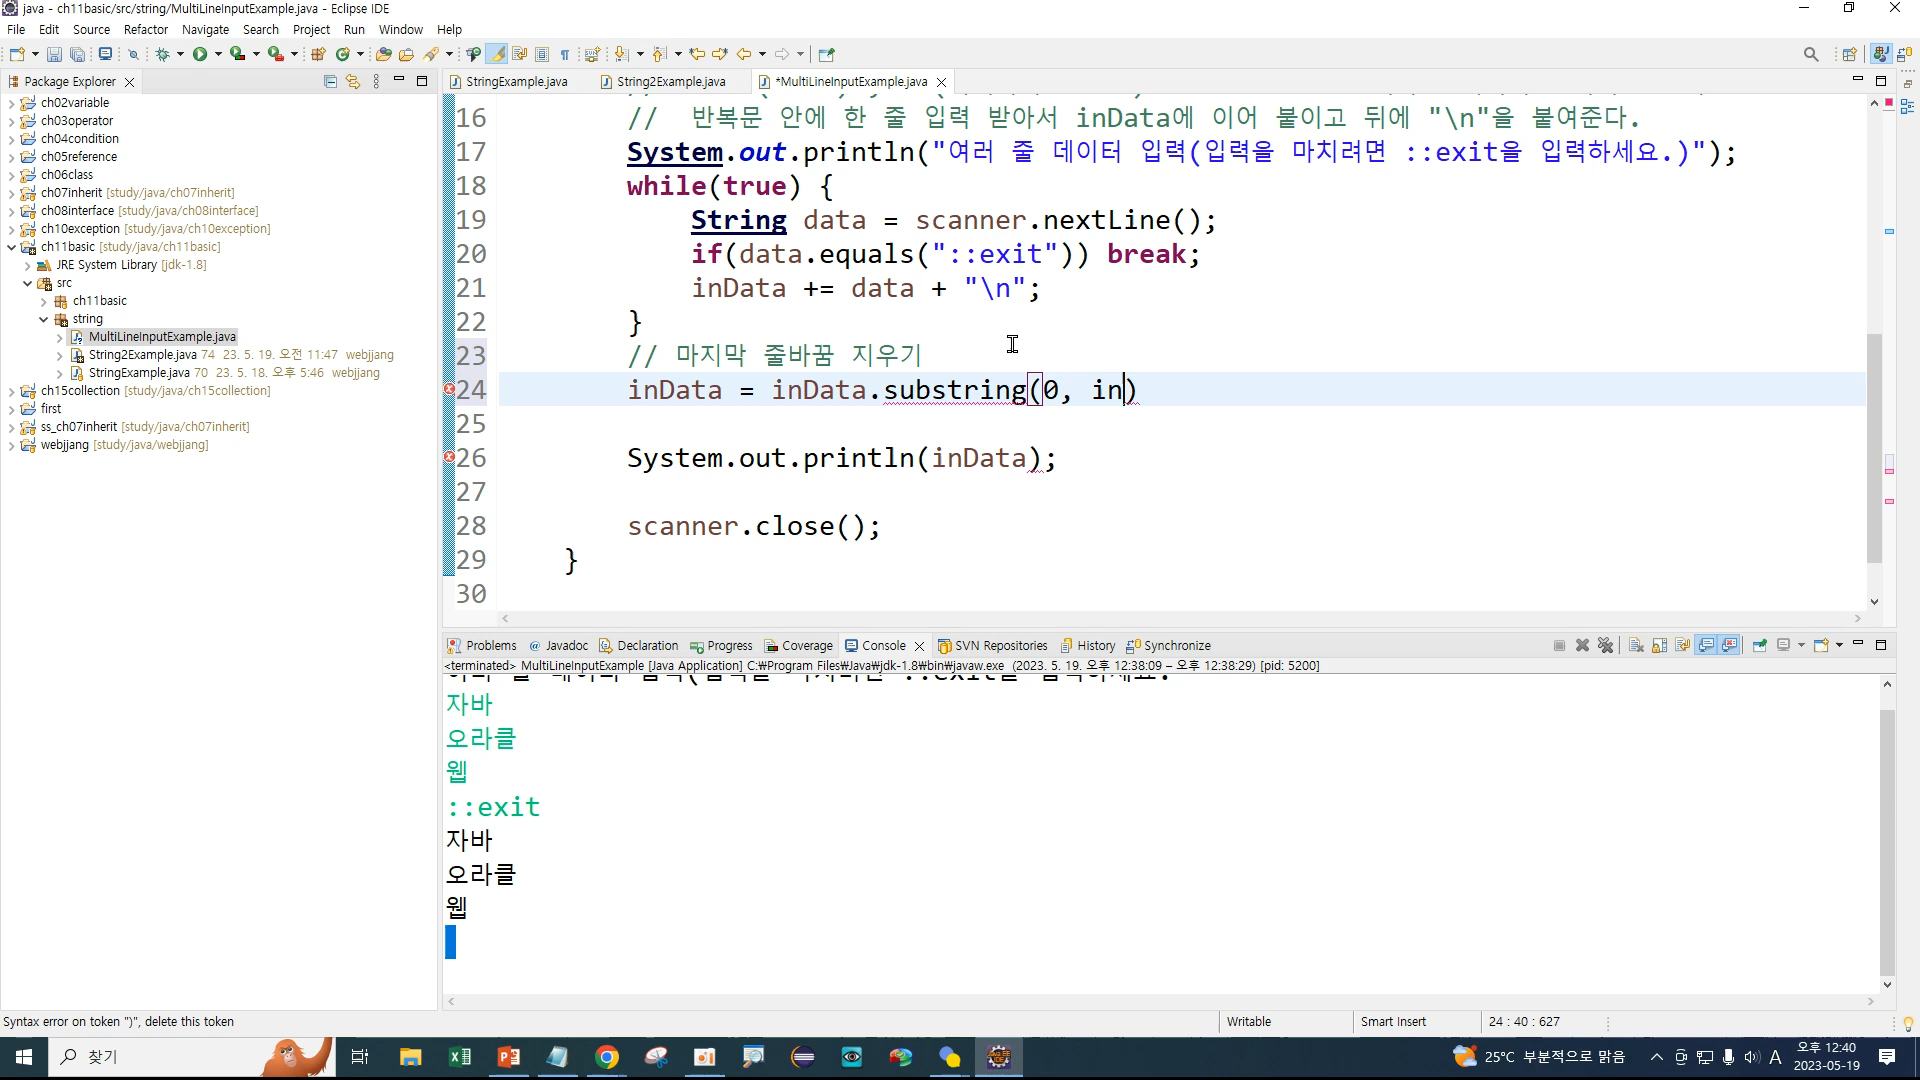 java - ch11basic/src/string/MultiLineInputExample.java - Eclipse IDE
File Edit Source Refactor Navigate Search Project Run Window Help
Package Explorer
StringExample.java String2Example.java *MultiLineInputExample.java
ch02variable
ch03operator
ch04condition
ch05reference
ch06class
ch07inherit [study/java/ch07inherit]
ch08interface [study/java/ch08interface]
ch10exception [study/java/ch10exception]
ch11basic [study/java/ch11basic]
JRE System Library [jdk-1.8]
src
ch11basic
string
MultiLineInputExample.java
String2Example.java 74 23. 5. 19. 오전 11:47 webjjang
StringExample.java 70 23. 5. 18. 오후 5:46 webjjang
ch15collection [study/java/ch15collection]
first
ss_ch07inherit [study/java/ch07inherit]
webjjang [study/java/webjjang]
16 // 반복문 안에 한 줄 입력 받아서 inData에 이어 붙이고 뒤에 "\n"을 붙여준다.
17 System.out.println("여러 줄 데이터 입력(입력을 마치려면 ::exit을 입력하세요.)");
18 while(true) {
19 String data = scanner.nextLine();
20 if(data.equals("::exit")) break;
21 inData += data + "\n";
22 }
23 // 마지막 줄바꿈 지우기
24 inData = inData.substring(0, in)
25
26 System.out.println(inData);
27
28 scanner.close();
29 }
30
Problems @ Javadoc Declaration Progress Coverage Console SVN Repositories History Synchronize
<terminated> MultiLineInputExample [Java Application] C:₩Program Files₩Java₩jdk-1.8₩bin₩javaw.exe (2023. 5. 19. 오후 12:38:09 – 오후 12:38:29) [pid: 5200]
자바
오라클
웹
::exit
자바
오라클
웹
Syntax error on token ")", delete this token
Writable
Smart Insert
24 : 40 : 627
찾기
25°C 부분적으로 맑음
A
오후 12:40
2023-05-19